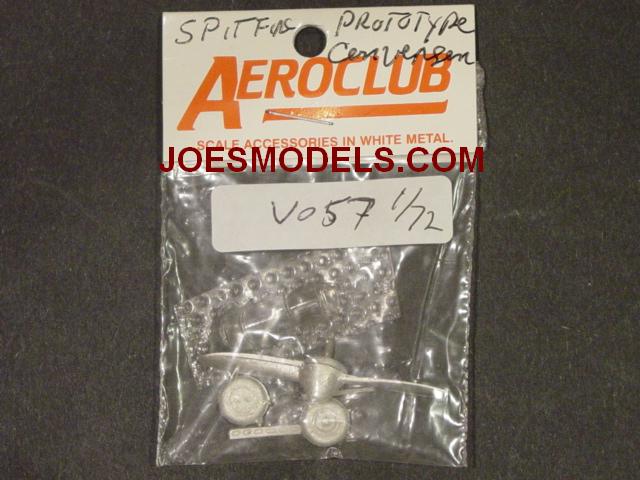 SPITFIRE PROTOTYPE
Conversion
AEROCLUB
SCALE ACCESSORIES IN WHITE METAL.
JOESMODELS.COM
V057 1/72